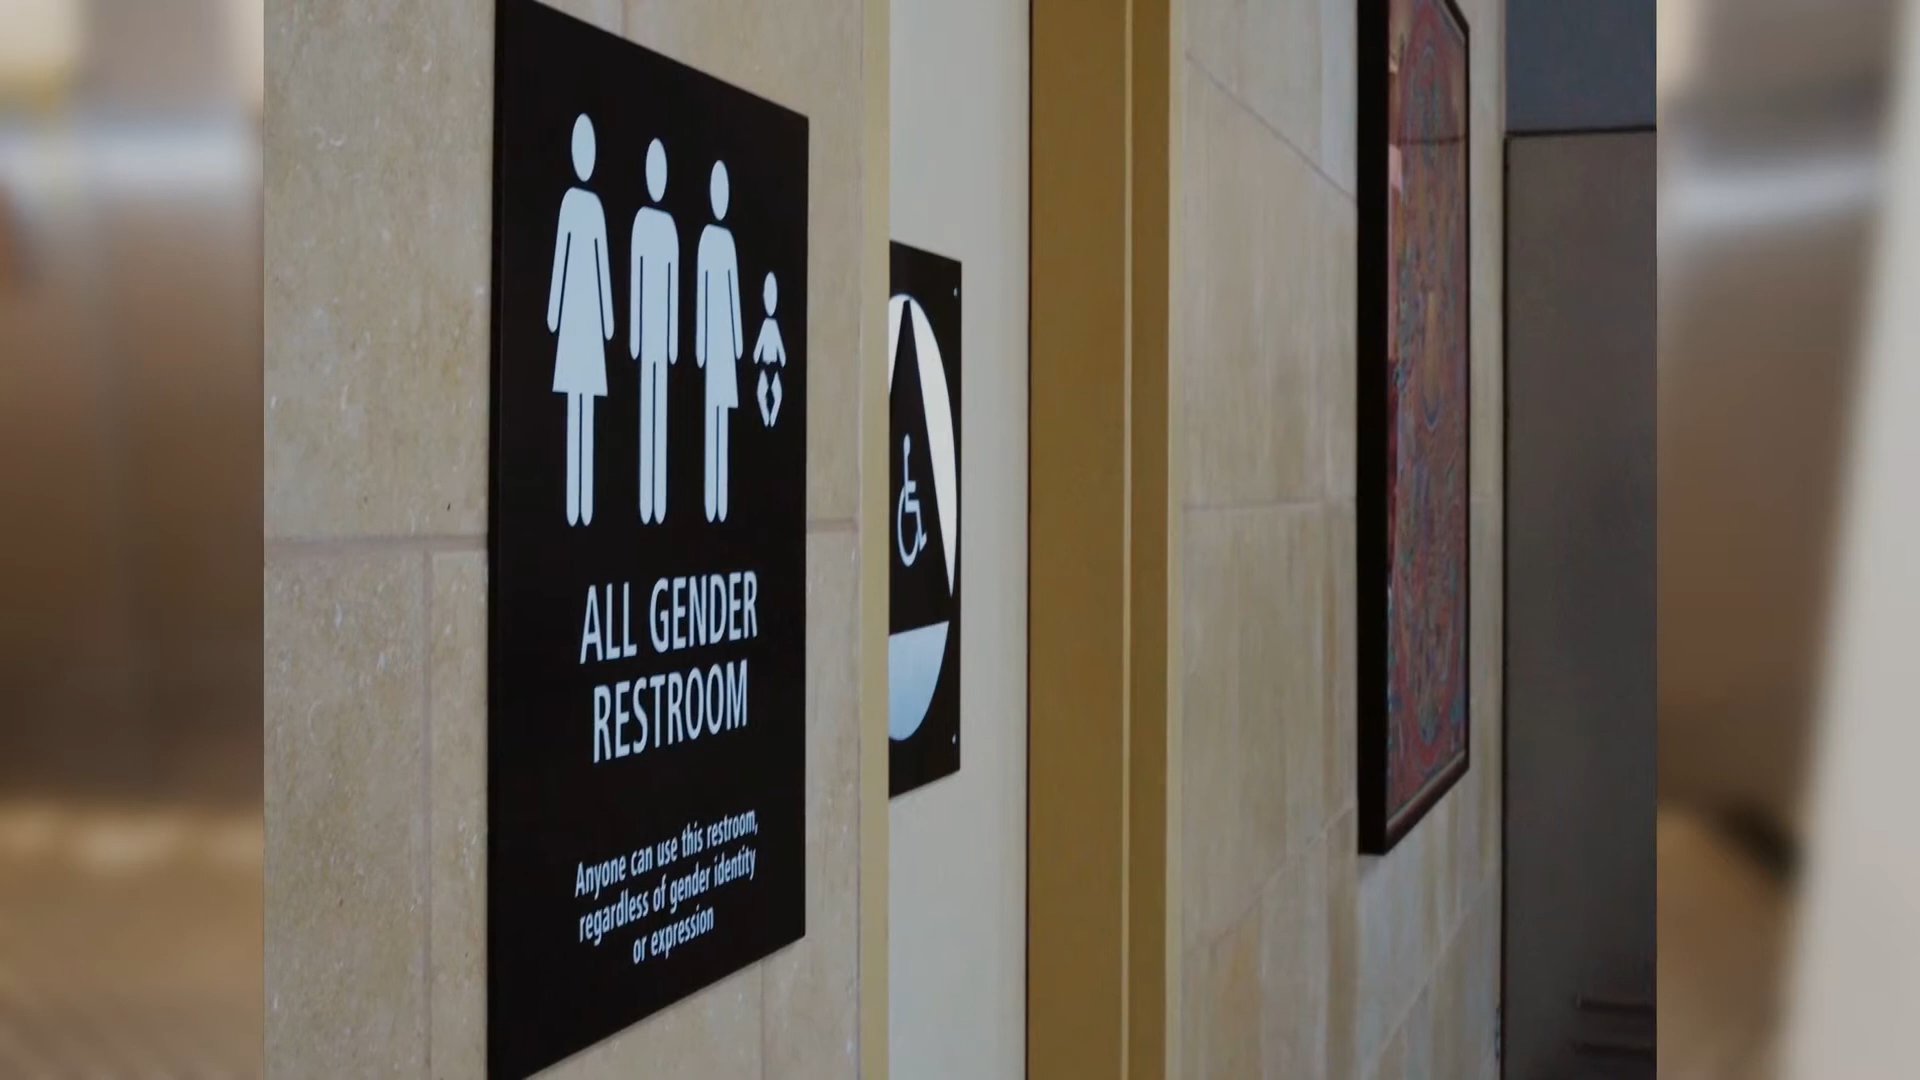 ALL GENDER
RESTROOM
Anyone can use this restroom,
regardless of gender identity
or expression